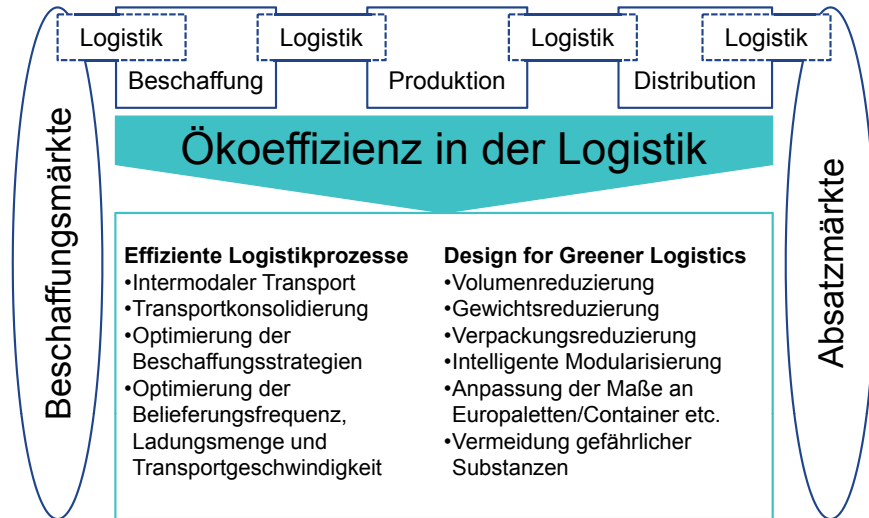 Logistik
Logistik
Logistik
Logistik
Beschaffung
Produktion
Distribution
Beschaffungsmärkte
Ökoeffizienz in der Logistik
Absatzmärkte
Effiziente Logistikprozesse
•Intermodaler Transport
•Transportkonsolidierung
•Optimierung der
Beschaffungsstrategien
•Optimierung der
Belieferungsfrequenz,
Ladungsmenge und
Transportgeschwindigkeit
Design for Greener Logistics
•Volumenreduzierung
•Gewichtsreduzierung
•Verpackungsreduzierung
•Intelligente Modularisierung
•Anpassung der Maße an
Europaletten/Container etc.
•Vermeidung gefährlicher
Substanzen